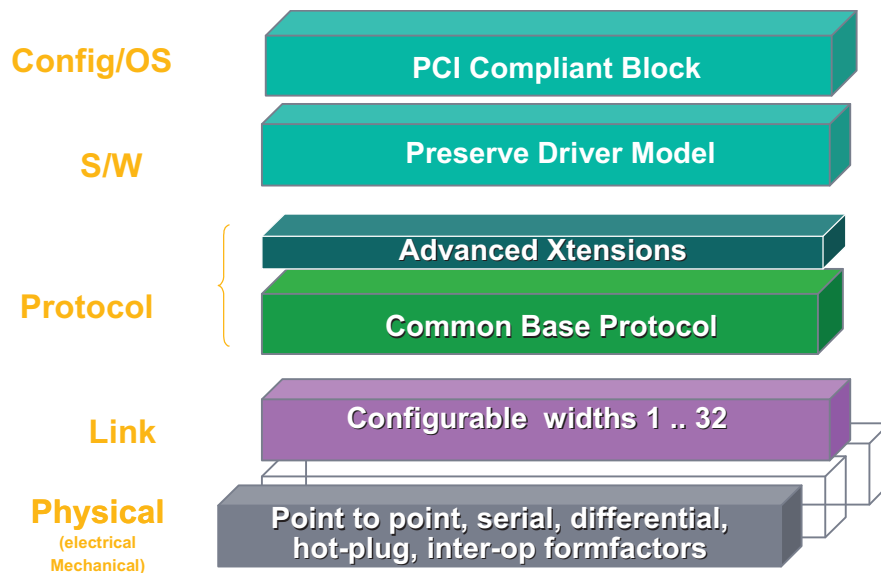 Config/OS
PCI Compliant Block
S/W
Preserve Driver Model
Advanced Xtensions
Protocol
Common Base Protocol
Link
Configurable widths 1 .. 32
Physical
(electrical
Mechanical)
Point to point, serial, differential,
hot-plug, inter-op formfactors